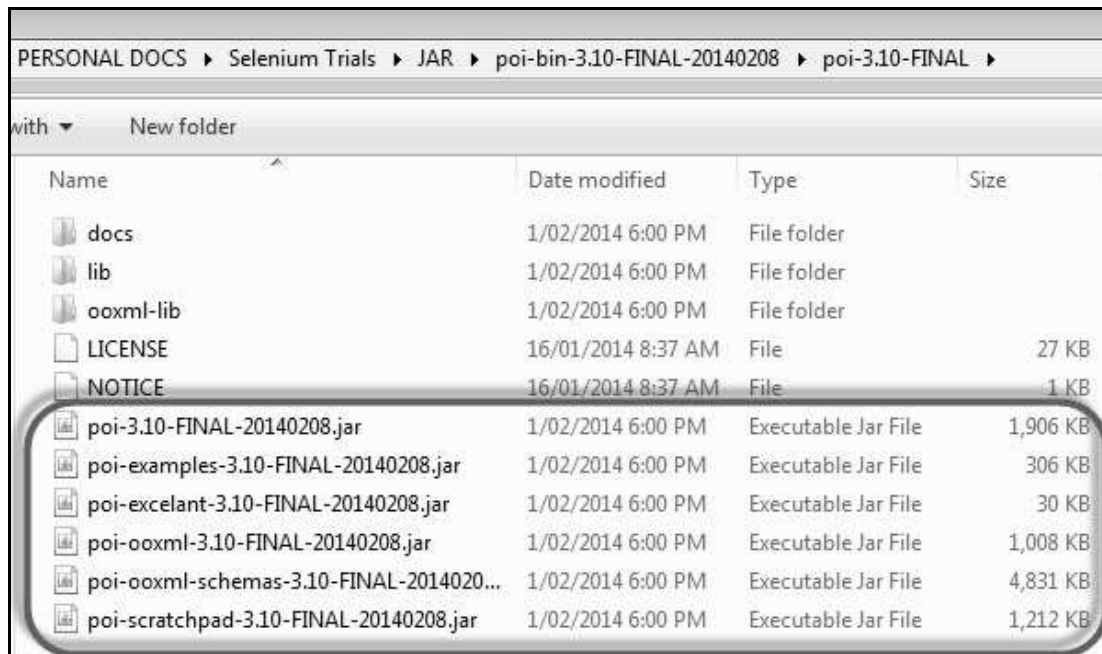 PERSONAL DOCS ▸ Selenium Trials ▸ JAR ▸ poi-bin-3.10-FINAL-20140208 ▸ poi-3.10-FINAL ▸
with New folder
Name Date modified Type Size
docs 1/02/2014 6:00 PM File folder
lib 1/02/2014 6:00 PM File folder
ooxml-lib 1/02/2014 6:00 PM File folder
LICENSE 16/01/2014 8:37 AM File 27 KB
NOTICE 16/01/2014 8:37 AM File 1 KB
poi-3.10-FINAL-20140208.jar 1/02/2014 6:00 PM Executable Jar File 1,906 KB
poi-examples-3.10-FINAL-20140208.jar 1/02/2014 6:00 PM Executable Jar File 306 KB
poi-excelant-3.10-FINAL-20140208.jar 1/02/2014 6:00 PM Executable Jar File 30 KB
poi-ooxml-3.10-FINAL-20140208.jar 1/02/2014 6:00 PM Executable Jar File 1,008 KB
poi-ooxml-schemas-3.10-FINAL-2014020... 1/02/2014 6:00 PM Executable Jar File 4,831 KB
poi-scratchpad-3.10-FINAL-20140208.jar 1/02/2014 6:00 PM Executable Jar File 1,212 KB